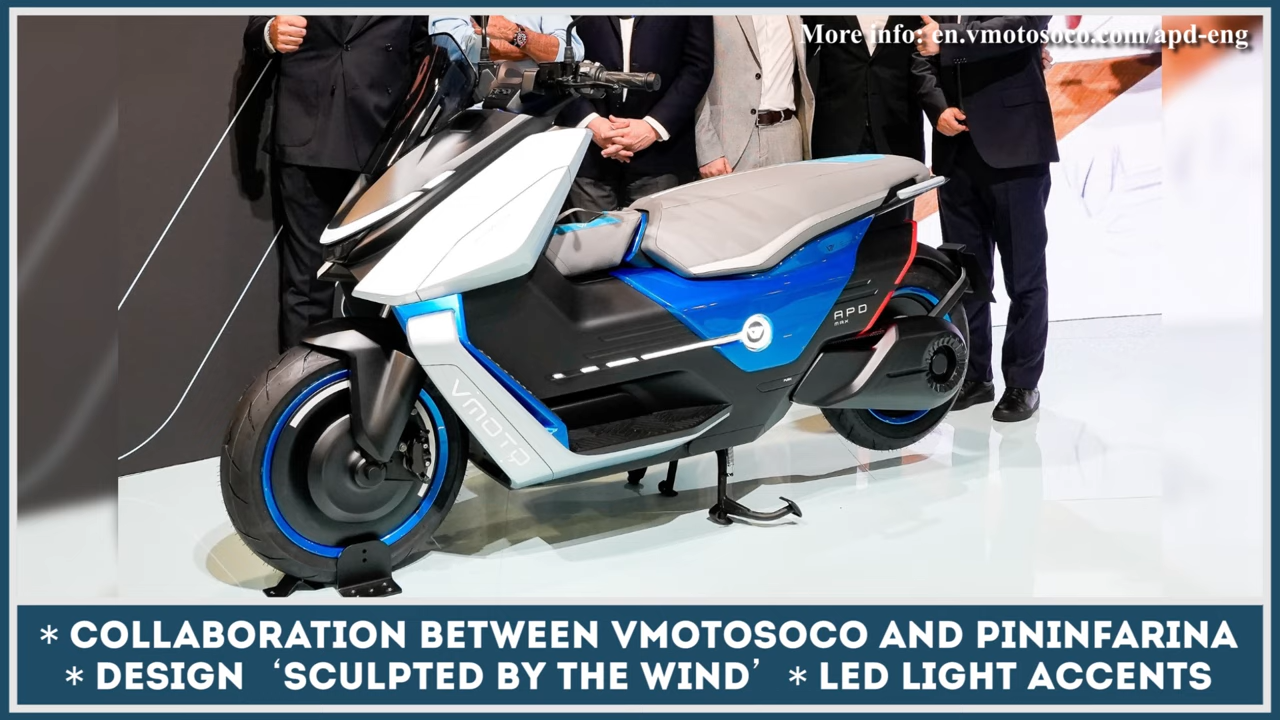 More info: en.vmotosoco.com/apd-eng
APD
MAX
VMOTO
* COLLABORATION BETWEEN VMOTOSOCO AND PININFARINA
* DESIGN ‘SCULPTED BY THE WIND’ * LED LIGHT ACCENTS